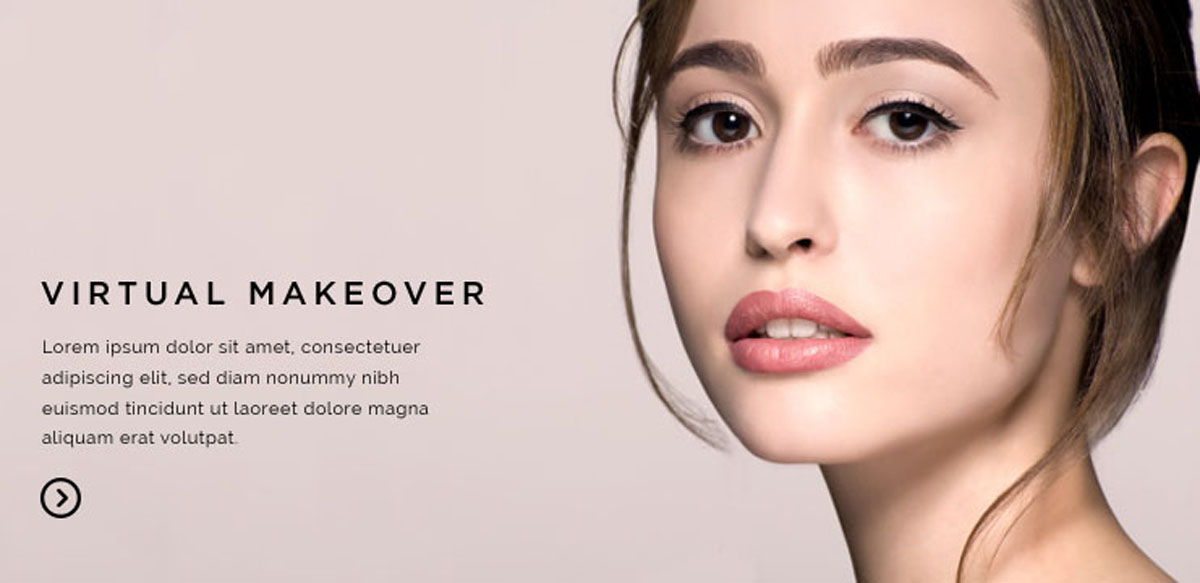 VIRTUAL MAKEOVER
Lorem ipsum dolor sit amet, consectetuer
adipiscing elit, sed diam nonummy nibh
euismod tincidunt ut laoreet dolore magna
aliquam erat volutpat.